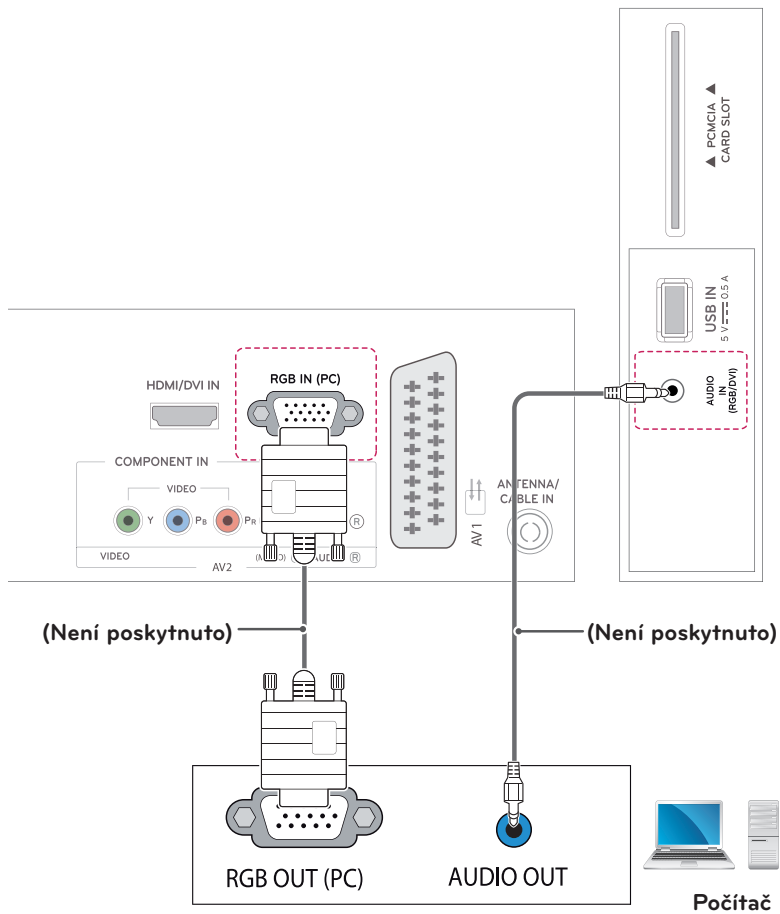 ▲ PCMCIA ▲
CARD SLOT
USB IN
5 V 0.5 A
AUDIO
IN
(RGB/DVI)
HDMI/DVI IN
RGB IN (PC)
COMPONENT IN
VIDEO
Y PB PR
R
VIDEO
AV2
R
AV1
ANTENNA/
CABLE IN
(Není poskytnuto)
(Není poskytnuto)
RGB OUT (PC)
AUDIO OUT
Počítač